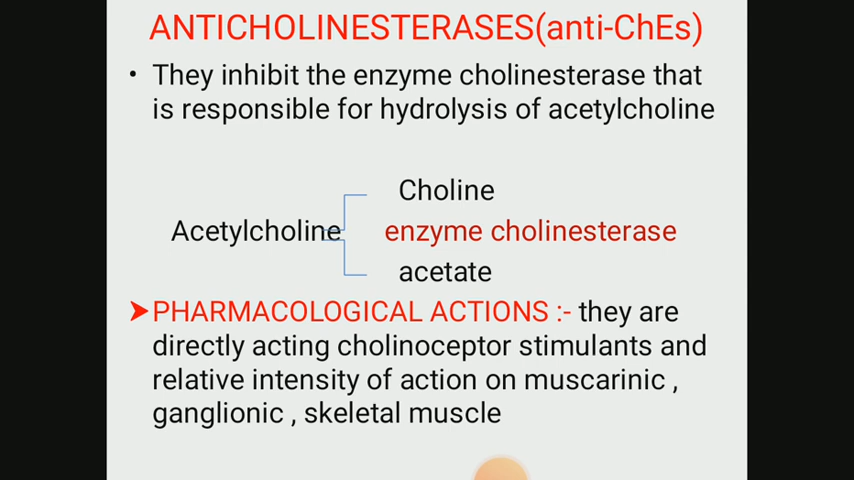 ANTICHOLINESTERASES(anti-ChEs)
• They inhibit the enzyme cholinesterase that
is responsible for hydrolysis of acetylcholine
Choline
Acetylcholine enzyme cholinesterase
acetate
➤PHARMACOLOGICAL ACTIONS :- they are
directly acting cholinoceptor stimulants and
relative intensity of action on muscarinic ,
ganglionic , skeletal muscle